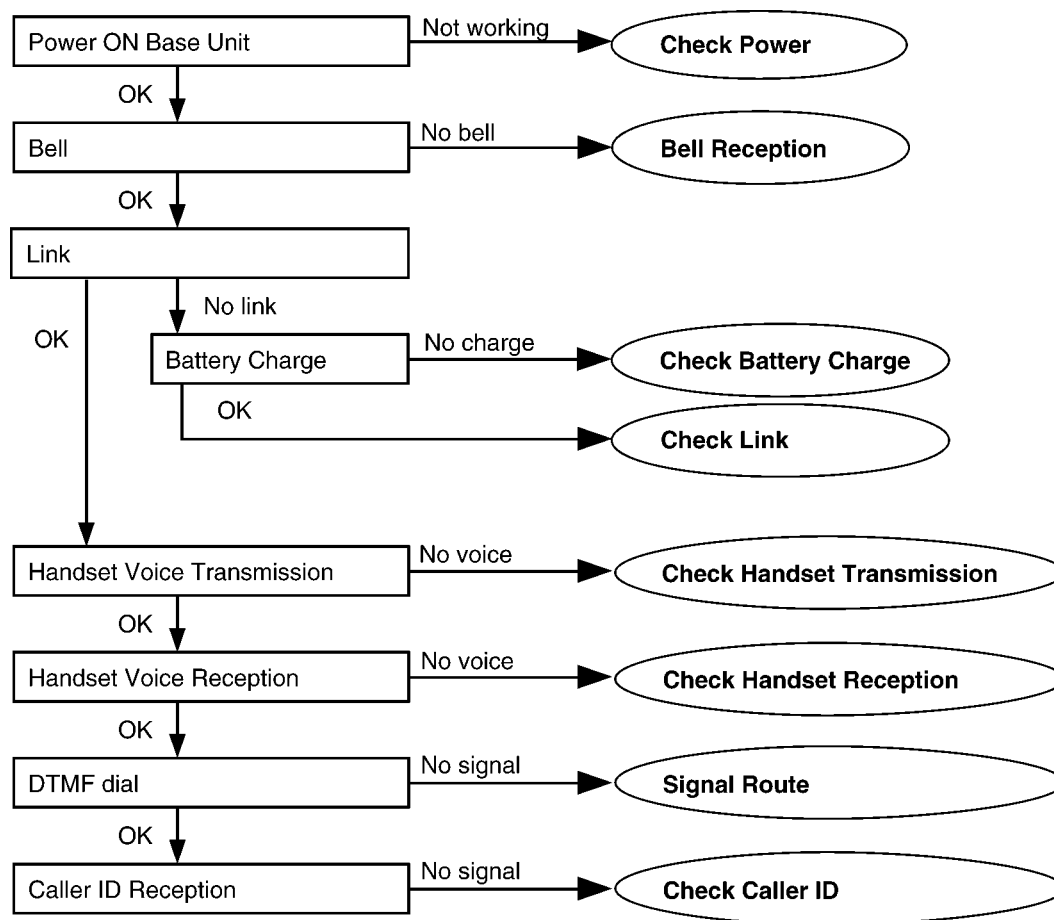 Power ON Base Unit
Not working
Check Power
OK
Bell
No bell
Bell Reception
OK
Link
OK
No link
Battery Charge
No charge
Check Battery Charge
OK
Check Link
Handset Voice Transmission
No voice
Check Handset Transmission
OK
Handset Voice Reception
No voice
Check Handset Reception
OK
DTMF dial
No signal
Signal Route
OK
Caller ID Reception
No signal
Check Caller ID